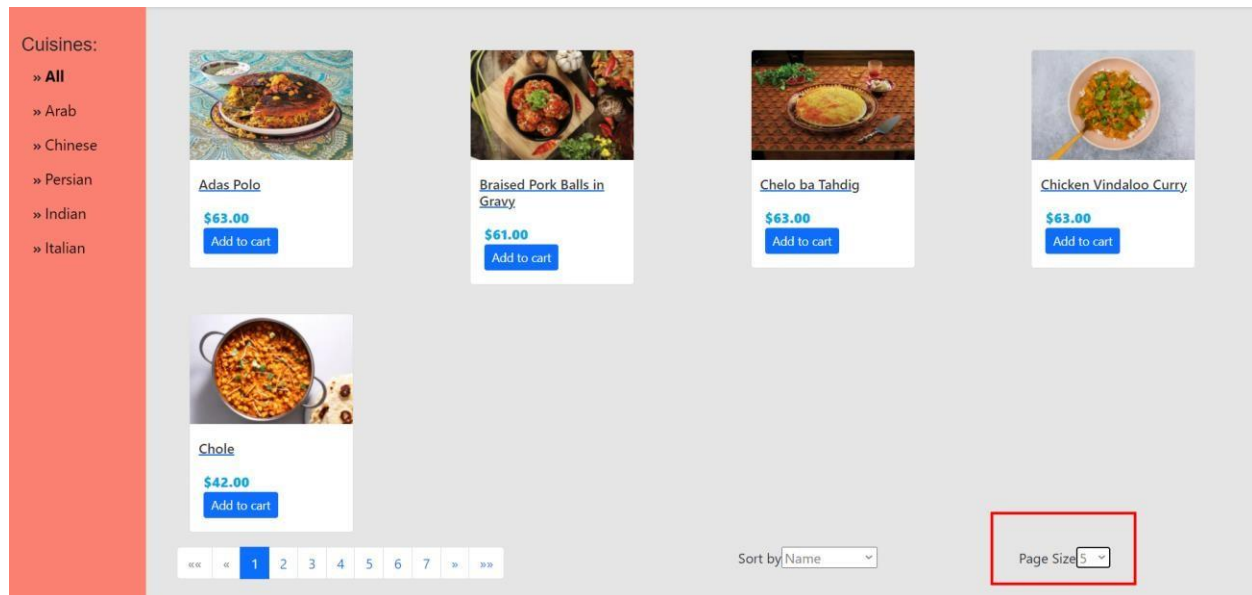 Cuisines:
» All
» Arab
» Chinese
» Persian
» Indian
» Italian
Adas Polo
$63.00
Add to cart
Braised Pork Balls in
Gravy
$61.00
Add to cart
Chelo ba Tahdig
$63.00
Add to cart
Chicken Vindaloo Curry
$63.00
Add to cart
Chole
$42.00
Add to cart
«« « 1 2 3 4 5 6 7 » »»
Sort by Name
Page Size 5